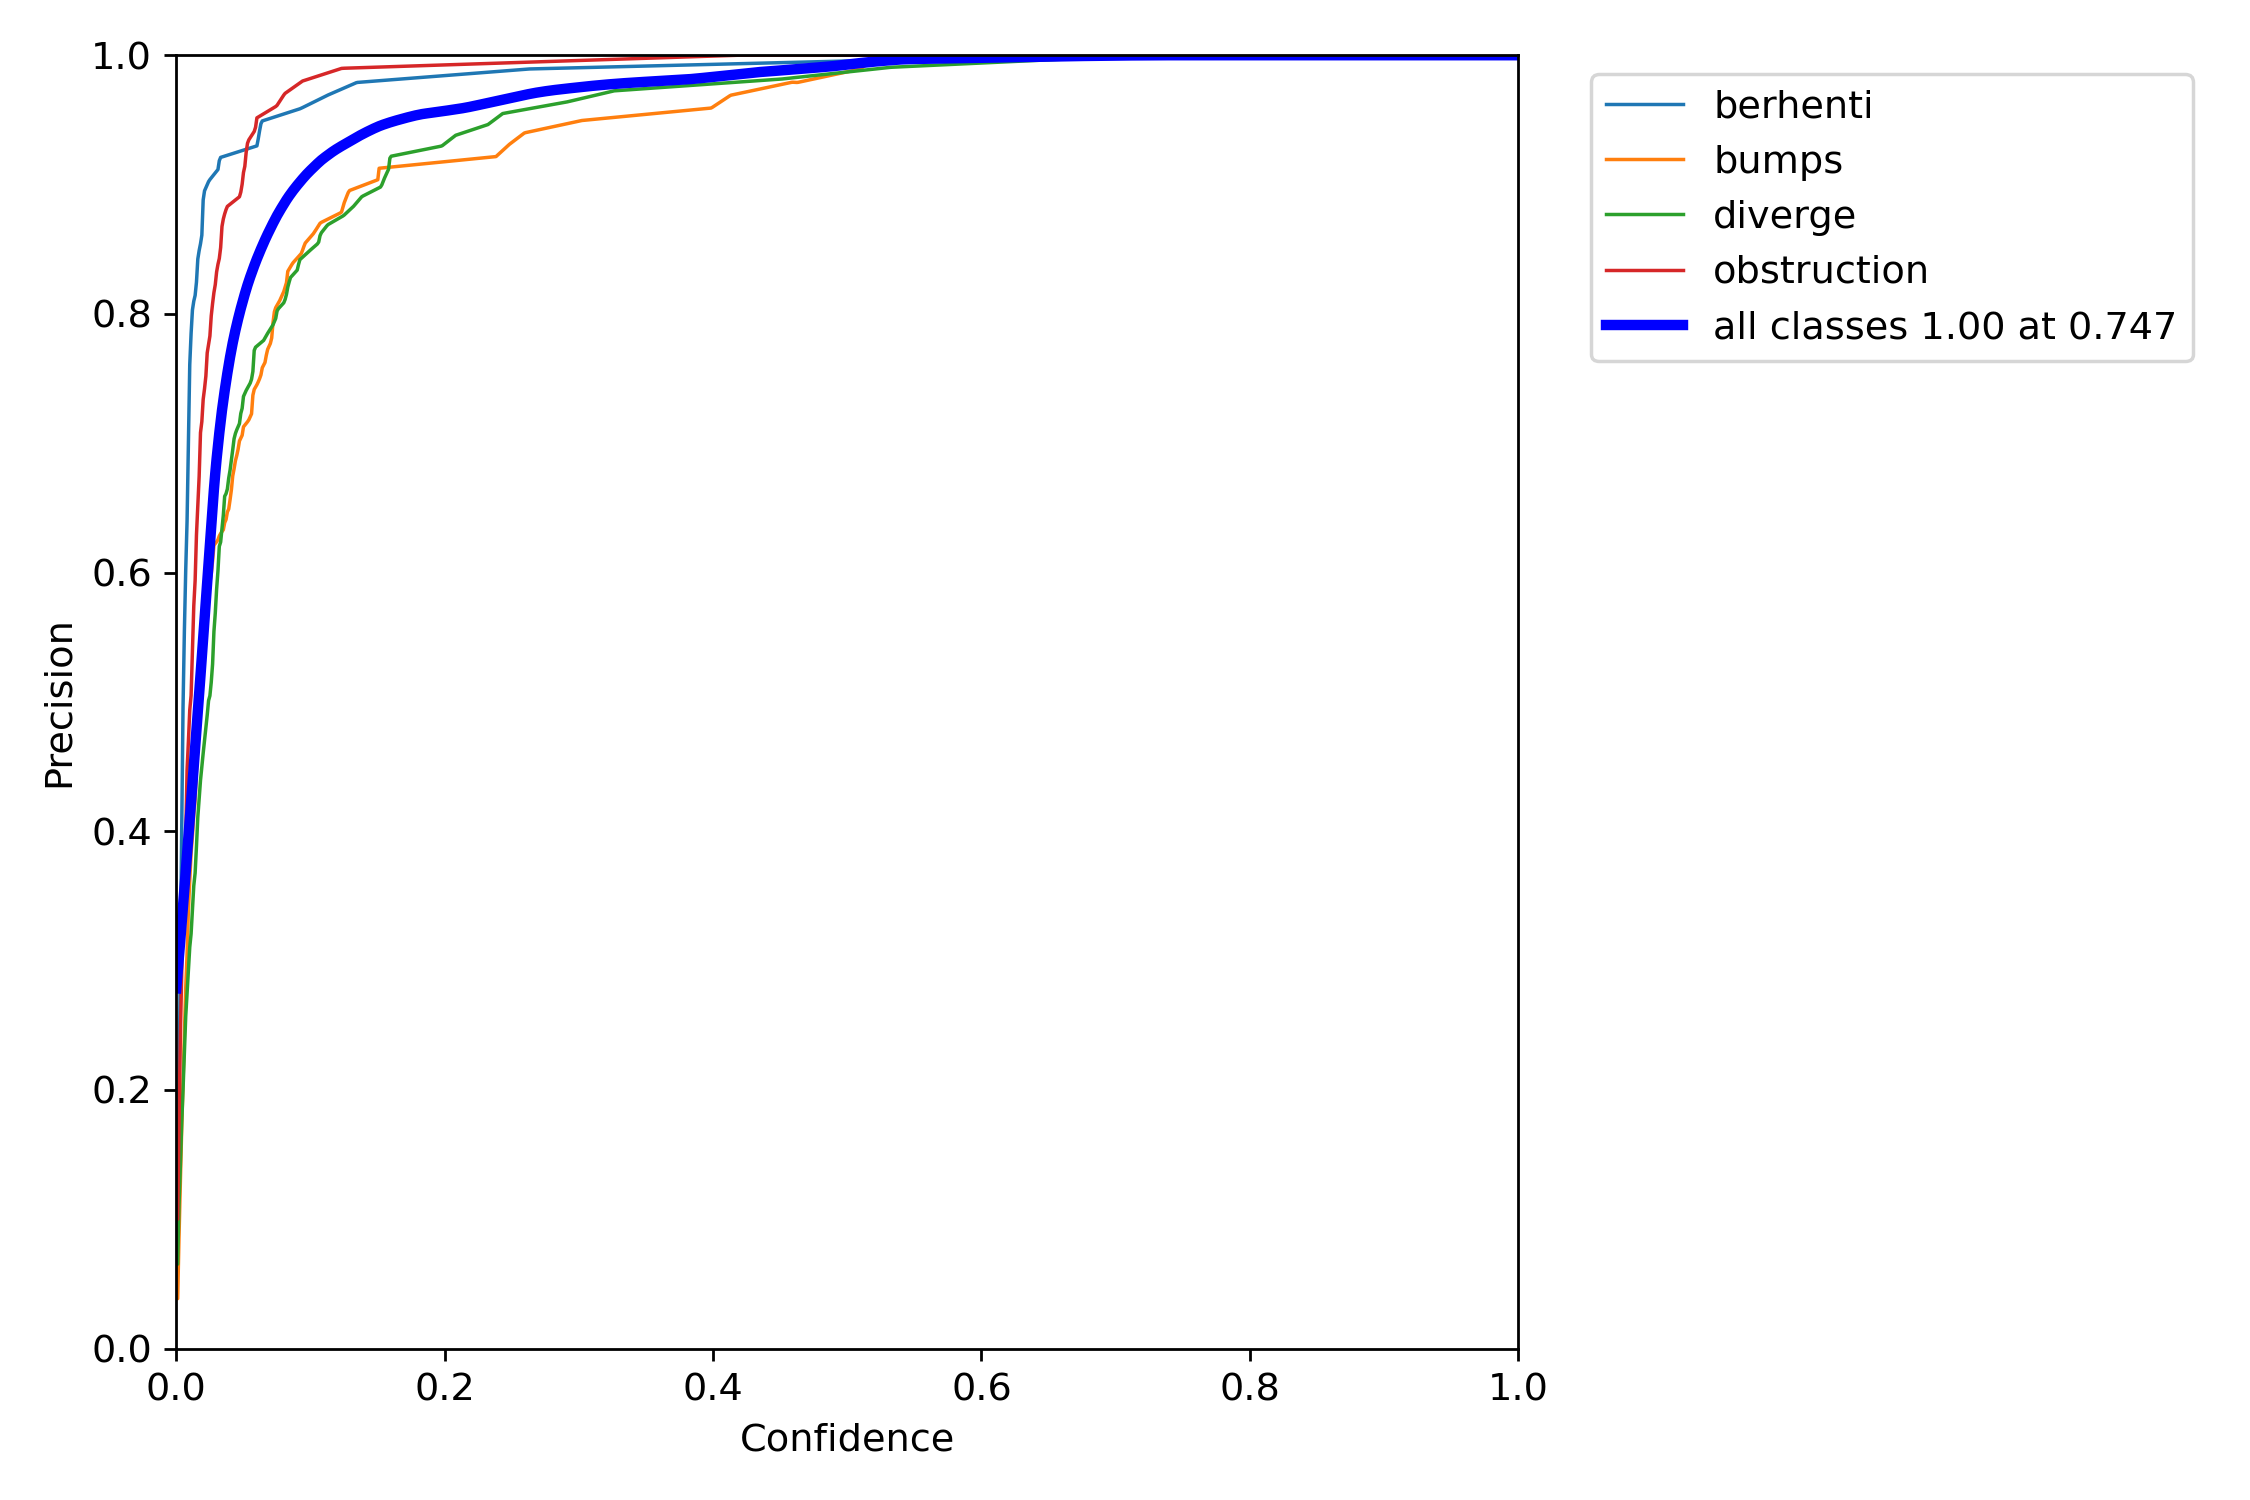 1.0
0.8
0.6
0.4
0.2
0.0
Precision
0.0 0.2 0.4 0.6 0.8 1.0
Confidence
berhenti
bumps
diverge
obstruction
all classes 1.00 at 0.747